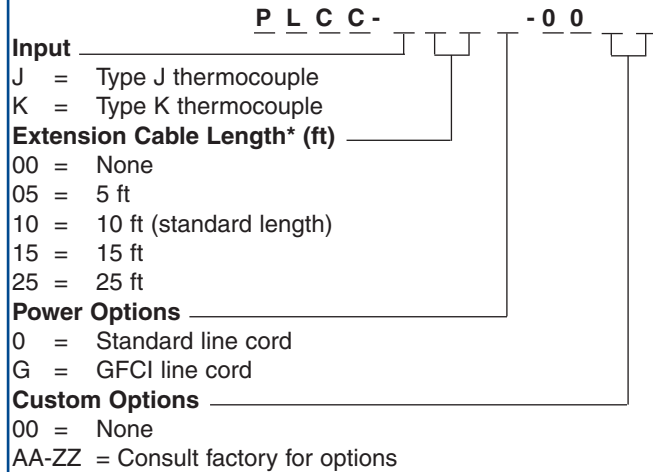 P L C C - _ _ _ _ - 0 0 _ _
Input
J = Type J thermocouple
K = Type K thermocouple
Extension Cable Length* (ft)
00 = None
05 = 5 ft
10 = 10 ft (standard length)
15 = 15 ft
25 = 25 ft
Power Options
0 = Standard line cord
G = GFCI line cord
Custom Options
00 = None
AA-ZZ = Consult factory for options